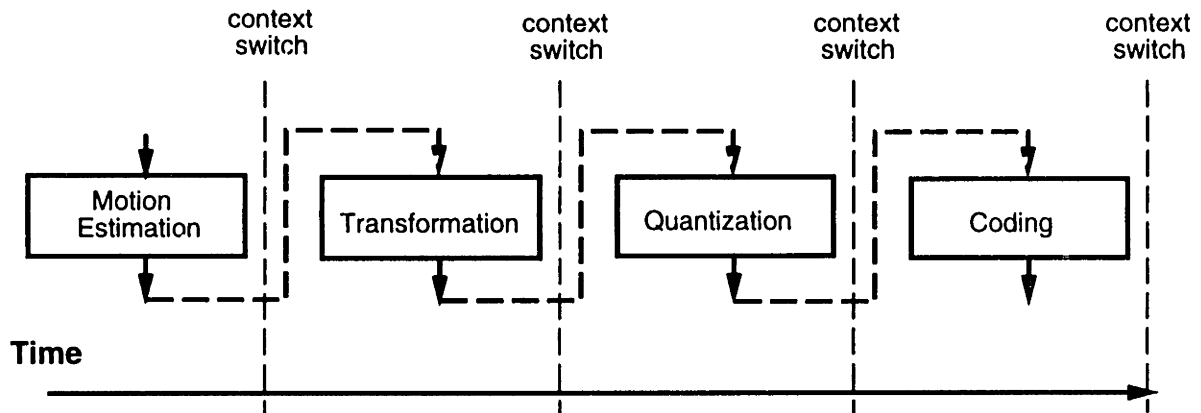 context
switch
context
switch
context
switch
context
switch
Motion
Estimation
Transformation
Quantization
Coding
Time